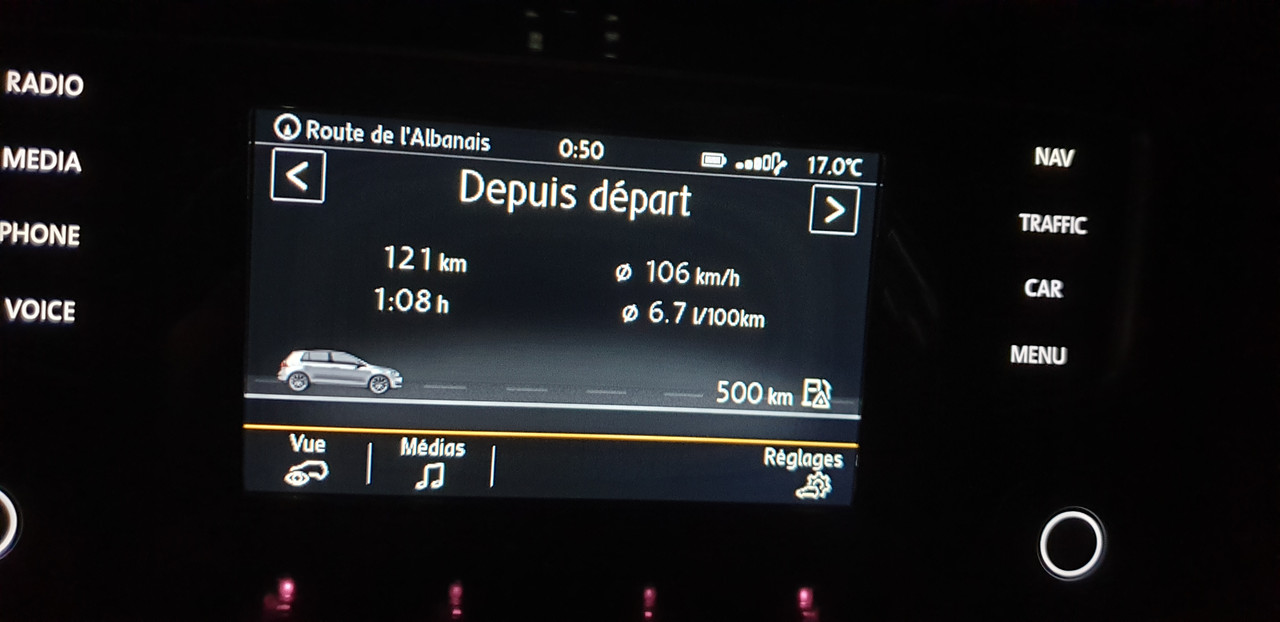 RADIO
MEDIA
PHONE
VOICE
Route de l'Albanais 0:50 17.0°C
< Depuis départ >
121 km ø 106 km/h
1:08 h ø 6.7 l/100km
500 km
Vue Médias Réglages
NAV
TRAFFIC
CAR
MENU